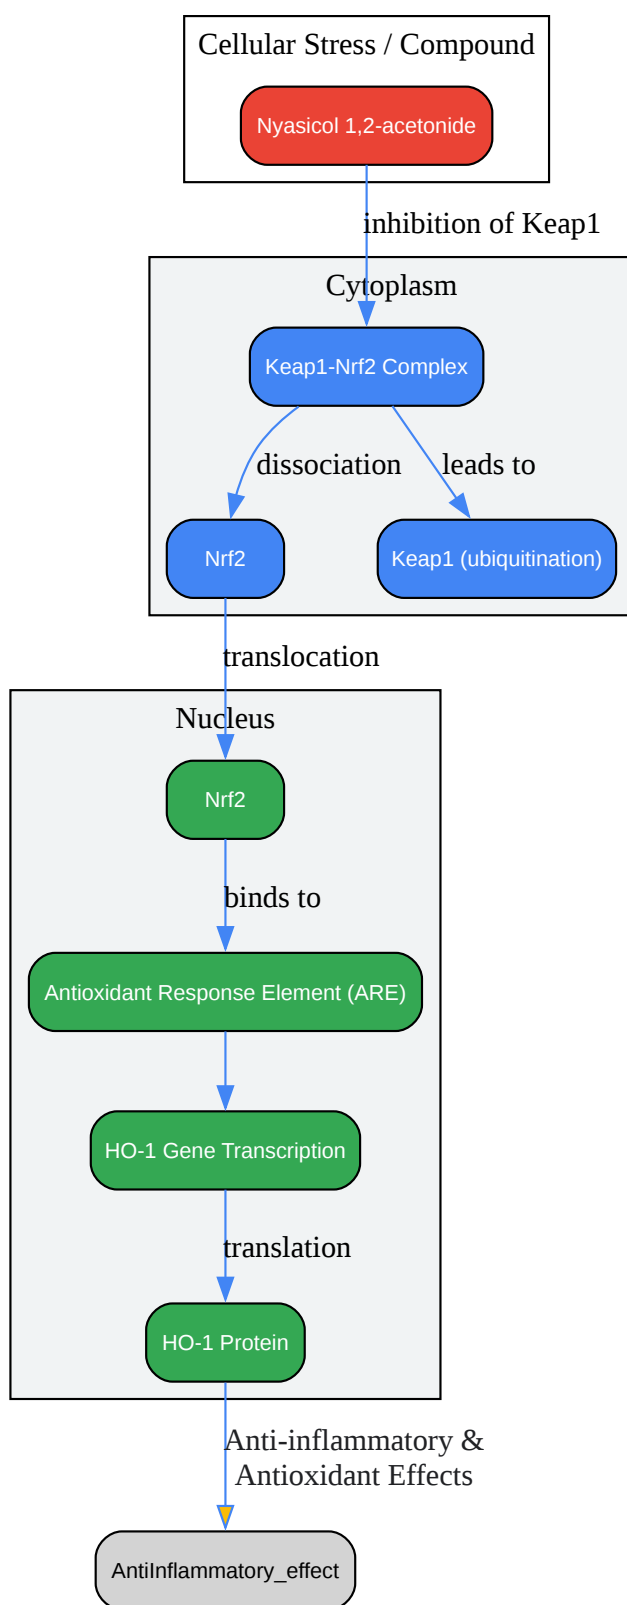 Cellular Stress / Compound
Nyasicol 1,2-acetonide
inhibition of Keap1
Cytoplasm
Keap1-Nrf2 Complex
dissociation
leads to
Nrf2
Keap1 (ubiquitination)
translocation
Nucleus
Nrf2
binds to
Antioxidant Response Element (ARE)
HO-1 Gene Transcription
translation
HO-1 Protein
Anti-inflammatory &
Antioxidant Effects
AntiInflammatory_effect